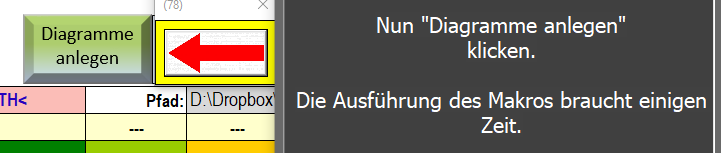 (78)
Diagramme
anlegen
TH<
Pfad:
D:\Dropbox\
---
---
Nun "Diagramme anlegen"
klicken.
Die Ausführung des Makros braucht einigen
Zeit.